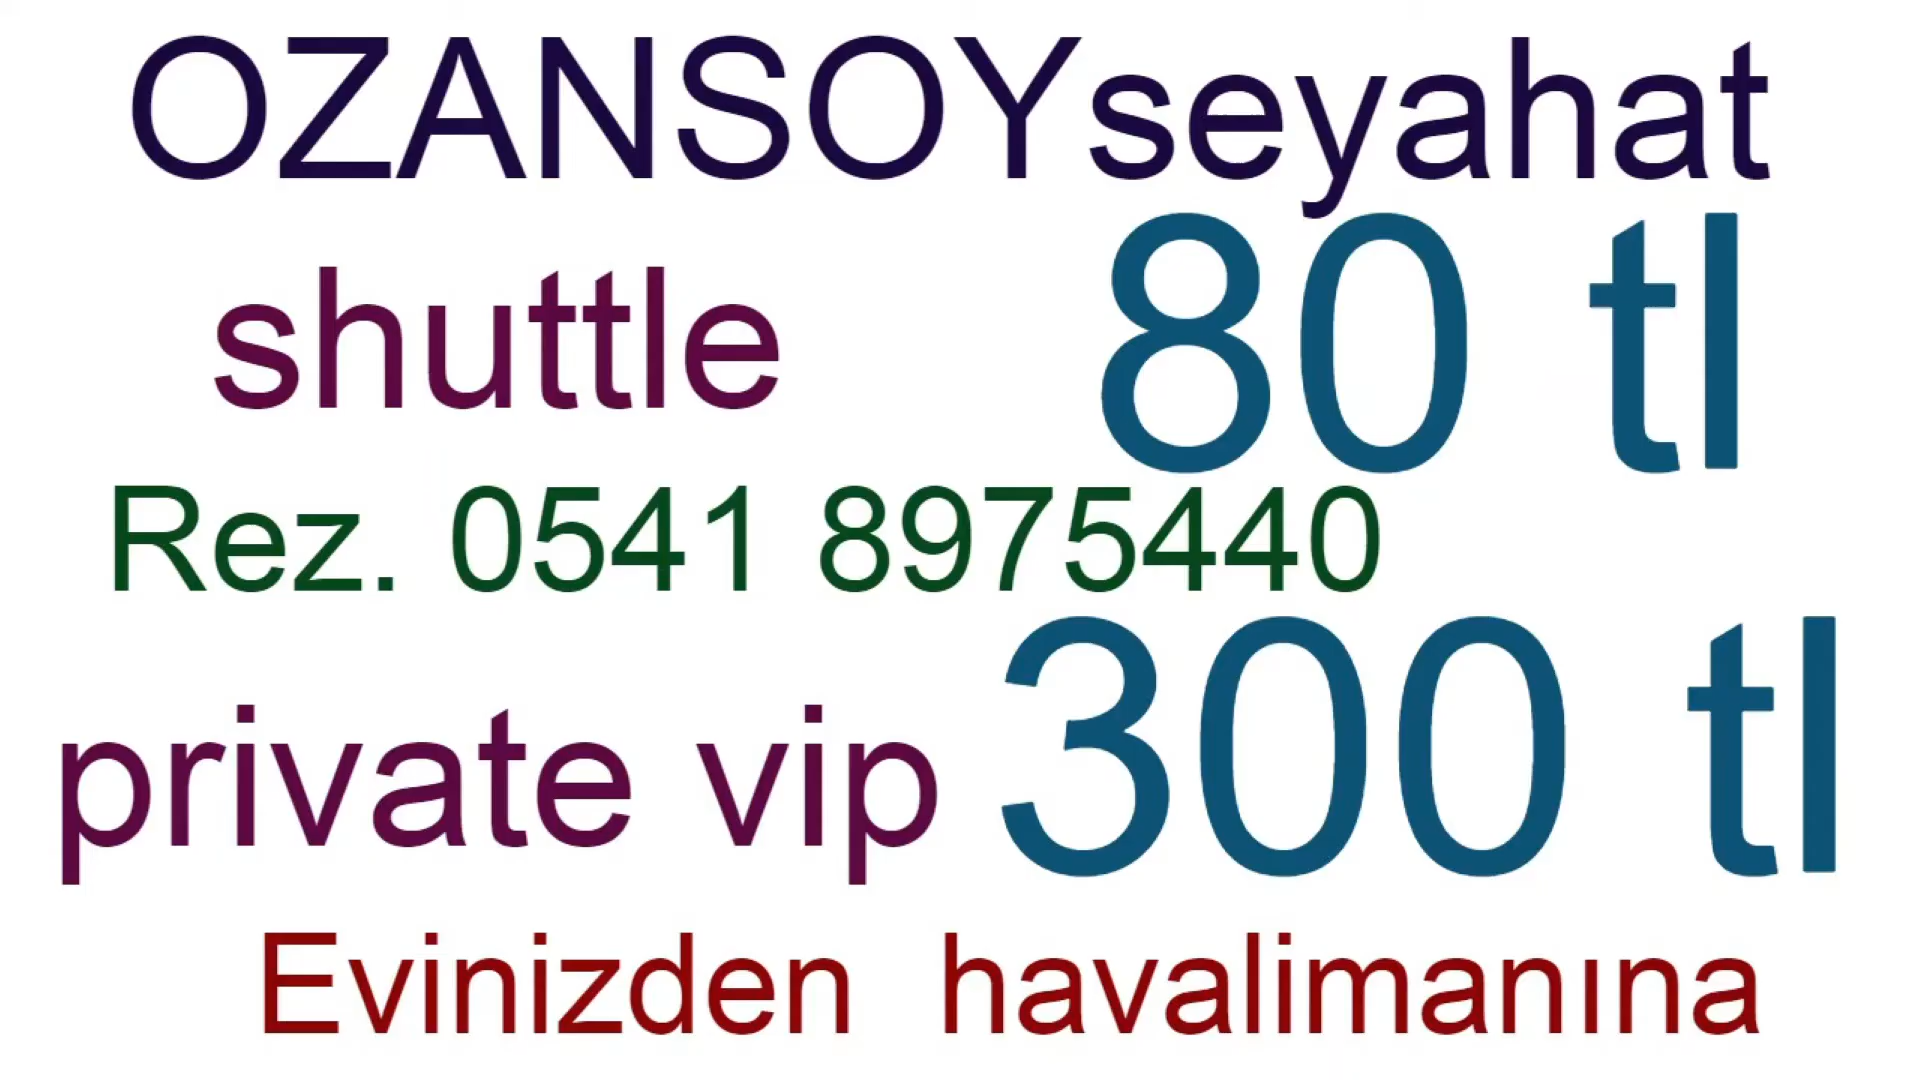 OZANSOYseyahat
shuttle 80 tl
Rez. 0541 8975440
private vip 300 tl
Evinizden havalimanına